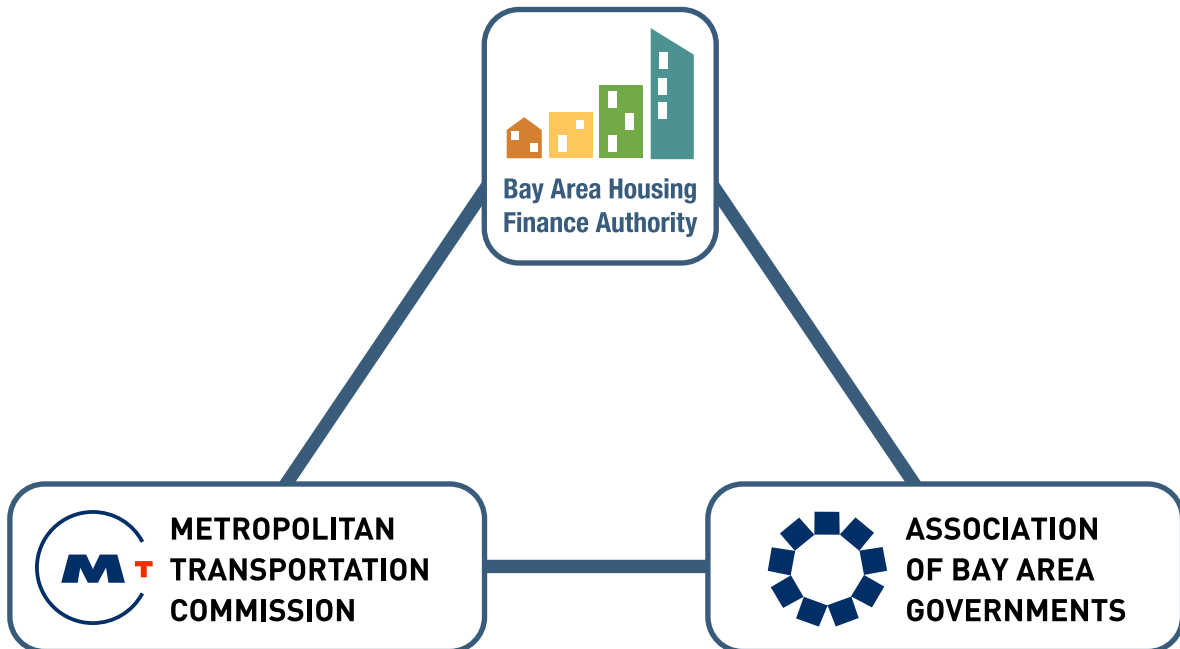 Bay Area Housing
Finance Authority
M T
METROPOLITAN
TRANSPORTATION
COMMISSION
ASSOCIATION
OF BAY AREA
GOVERNMENTS